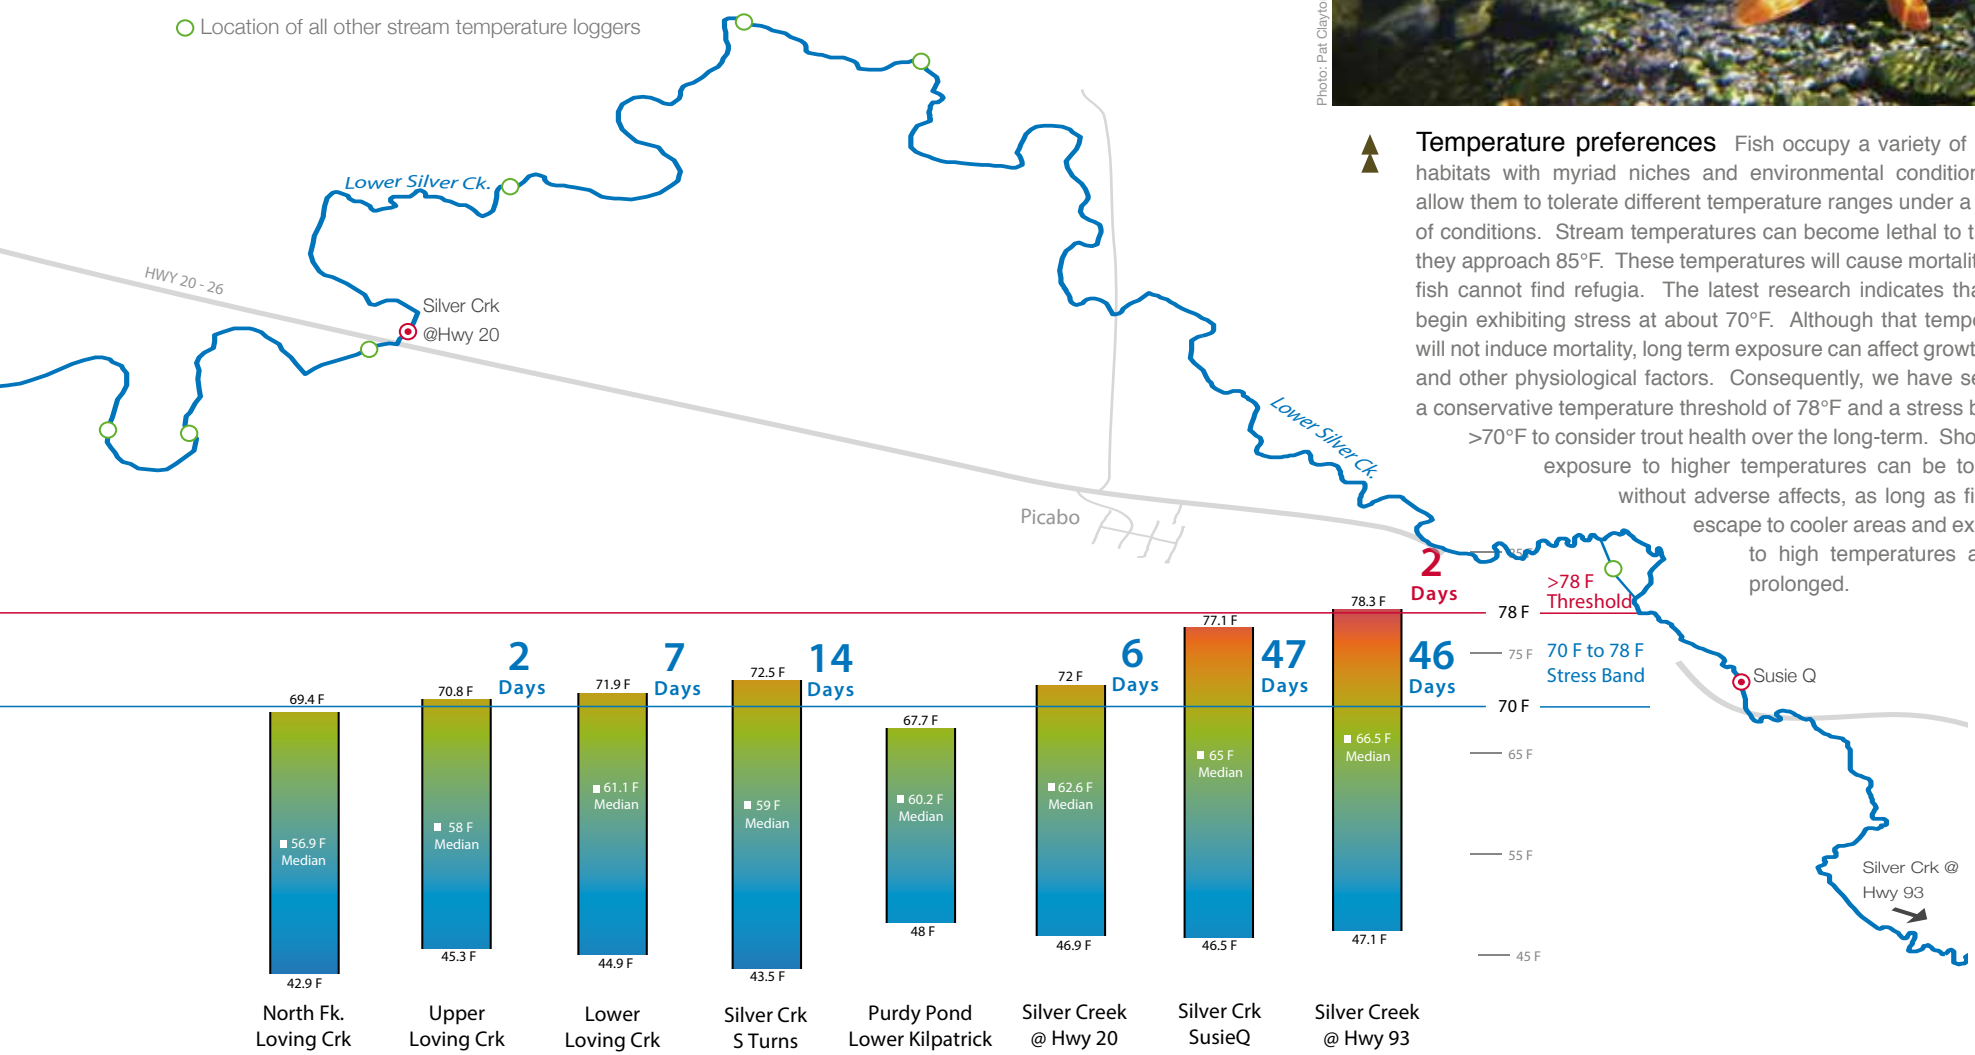 Location of all other stream temperature loggers
Photo: Pat Clayto
Temperature preferences Fish occupy a variety of
habitats with myriad niches and environmental condition
allow them to tolerate different temperature ranges under a
of conditions. Stream temperatures can become lethal to t
they approach 85°F. These temperatures will cause mortalit
fish cannot find refugia. The latest research indicates tha
begin exhibiting stress at about 70°F. Although that tempe
will not induce mortality, long term exposure can affect growt
and other physiological factors. Consequently, we have se
a conservative temperature threshold of 78°F and a stress b
>70°F to consider trout health over the long-term. Sho
exposure to higher temperatures can be to
without adverse affects, as long as fi
escape to cooler areas and ex
to high temperatures a
prolonged.
Lower Silver Ck.
HWY 20 - 26
Silver Crk
@Hwy 20
Lower Silver Ck.
Picabo
Susie Q
Silver Crk @
Hwy 93
85 F
>78 F
Threshold
78 F
75 F
70 F to 78 F
Stress Band
70 F
65 F
55 F
45 F
69.4 F
56.9 F
Median
42.9 F
North Fk.
Loving Crk
2
Days
70.8 F
58 F
Median
45.3 F
Upper
Loving Crk
7
Days
71.9 F
61.1 F
Median
44.9 F
Lower
Loving Crk
14
Days
72.5 F
59 F
Median
43.5 F
Silver Crk
S Turns
67.7 F
60.2 F
Median
48 F
Purdy Pond
Lower Kilpatrick
6
Days
72 F
62.6 F
Median
46.9 F
Silver Creek
@ Hwy 20
47
Days
77.1 F
65 F
Median
46.5 F
Silver Crk
SusieQ
2
Days
46
Days
78.3 F
66.5 F
Median
47.1 F
Silver Creek
@ Hwy 93